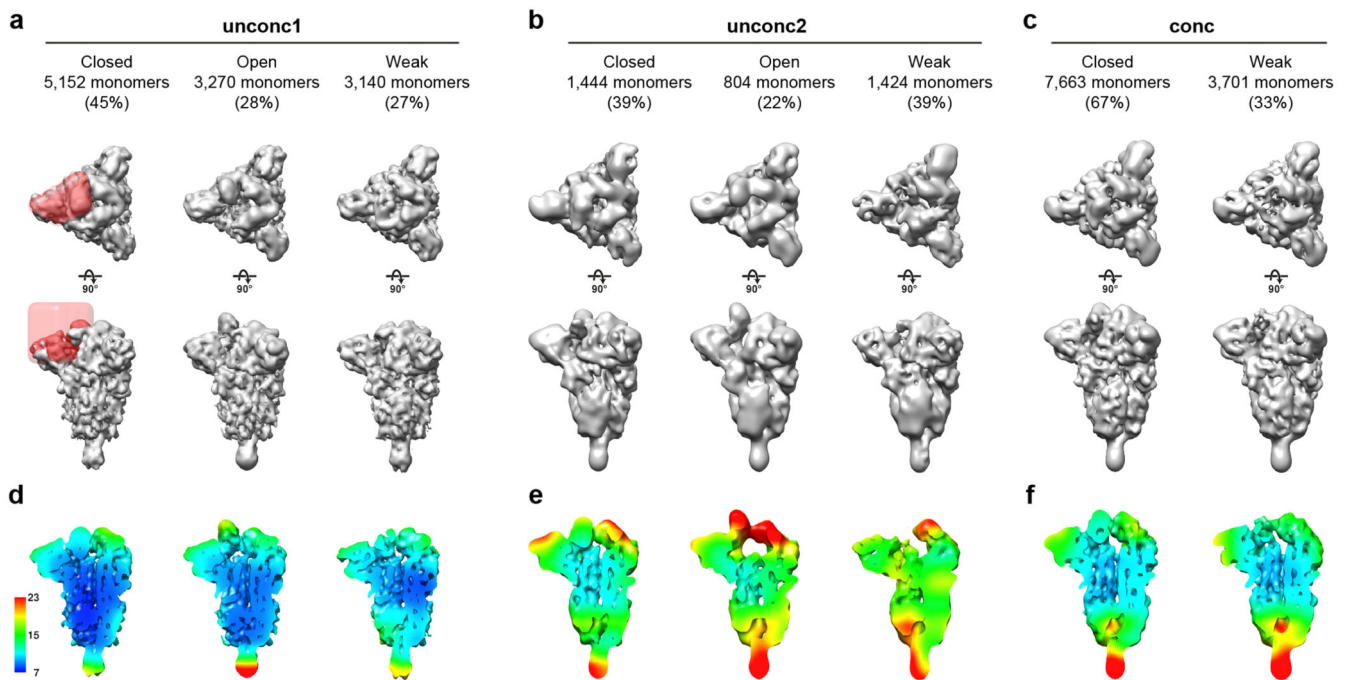 a
unconc1
Closed
5,152 monomers
(45%)
Open
3,270 monomers
(28%)
Weak
3,140 monomers
(27%)
90°
90°
90°
b
unconc2
Closed
1,444 monomers
(39%)
Open
804 monomers
(22%)
Weak
1,424 monomers
(39%)
90°
90°
90°
c
conc
Closed
7,663 monomers
(67%)
Weak
3,701 monomers
(33%)
90°
90°
d
23
15
7
e
f